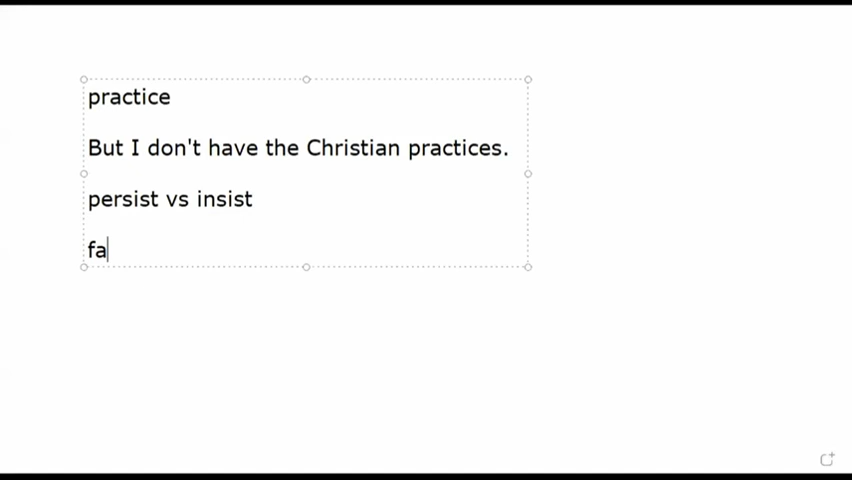 practice
But I don't have the Christian practices.
persist vs insist
fa